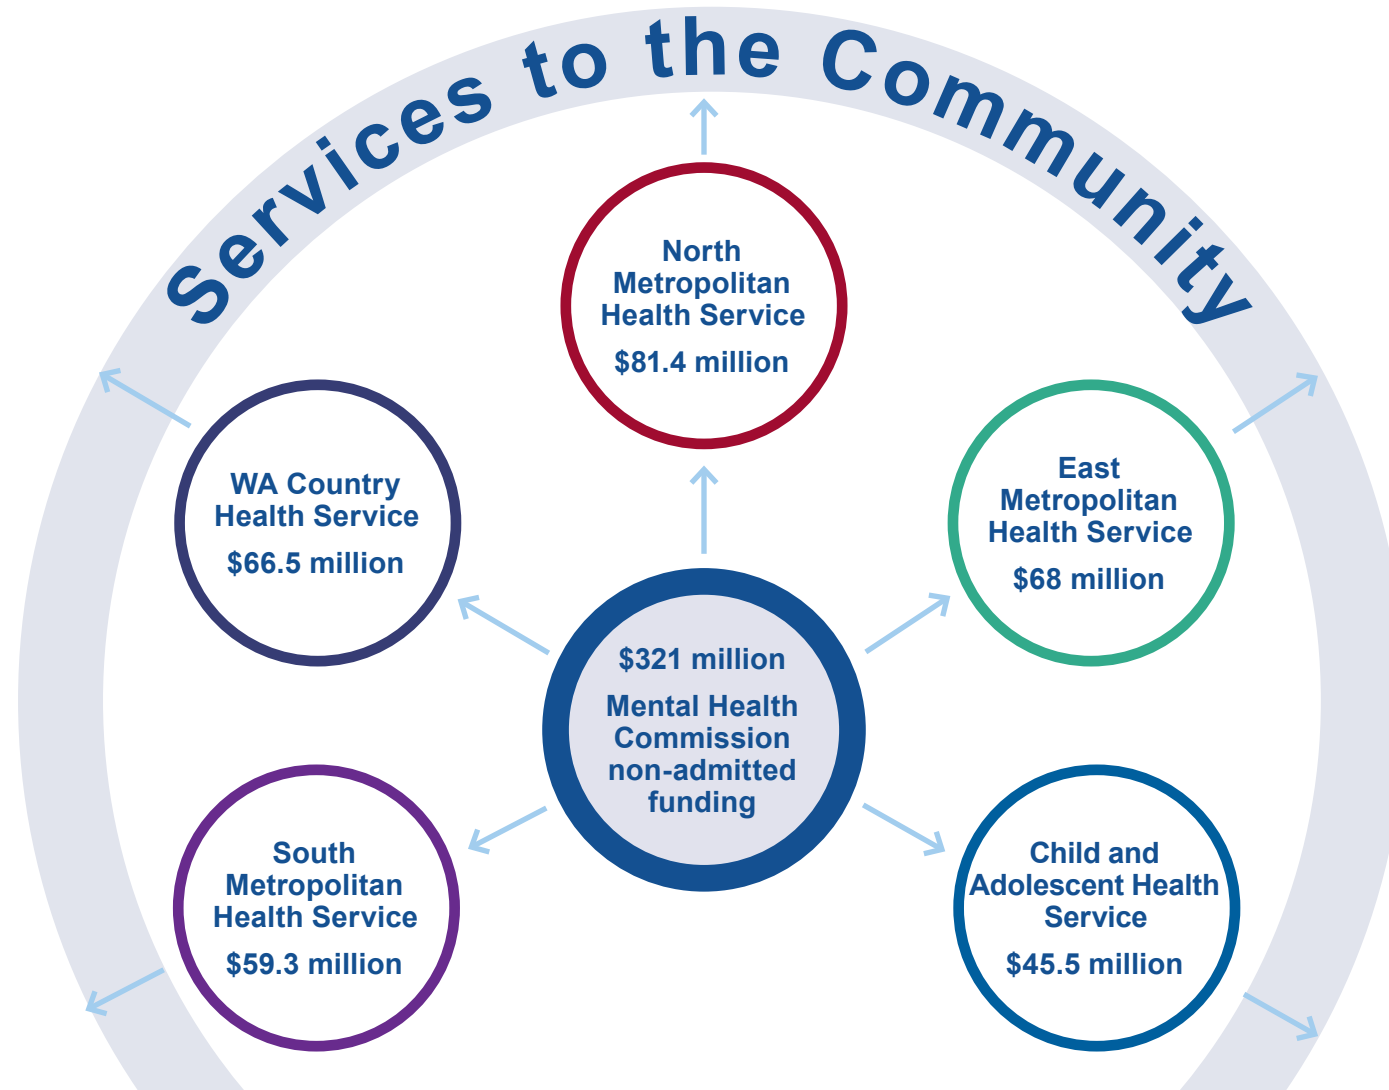 Services to the Community
North
Metropolitan
Health Service
$81.4 million
WA Country
Health Service
$66.5 million
East
Metropolitan
Health Service
$68 million
$321 million
Mental Health
Commission
non-admitted
funding
South
Metropolitan
Health Service
$59.3 million
Child and
Adolescent Health
Service
$45.5 million